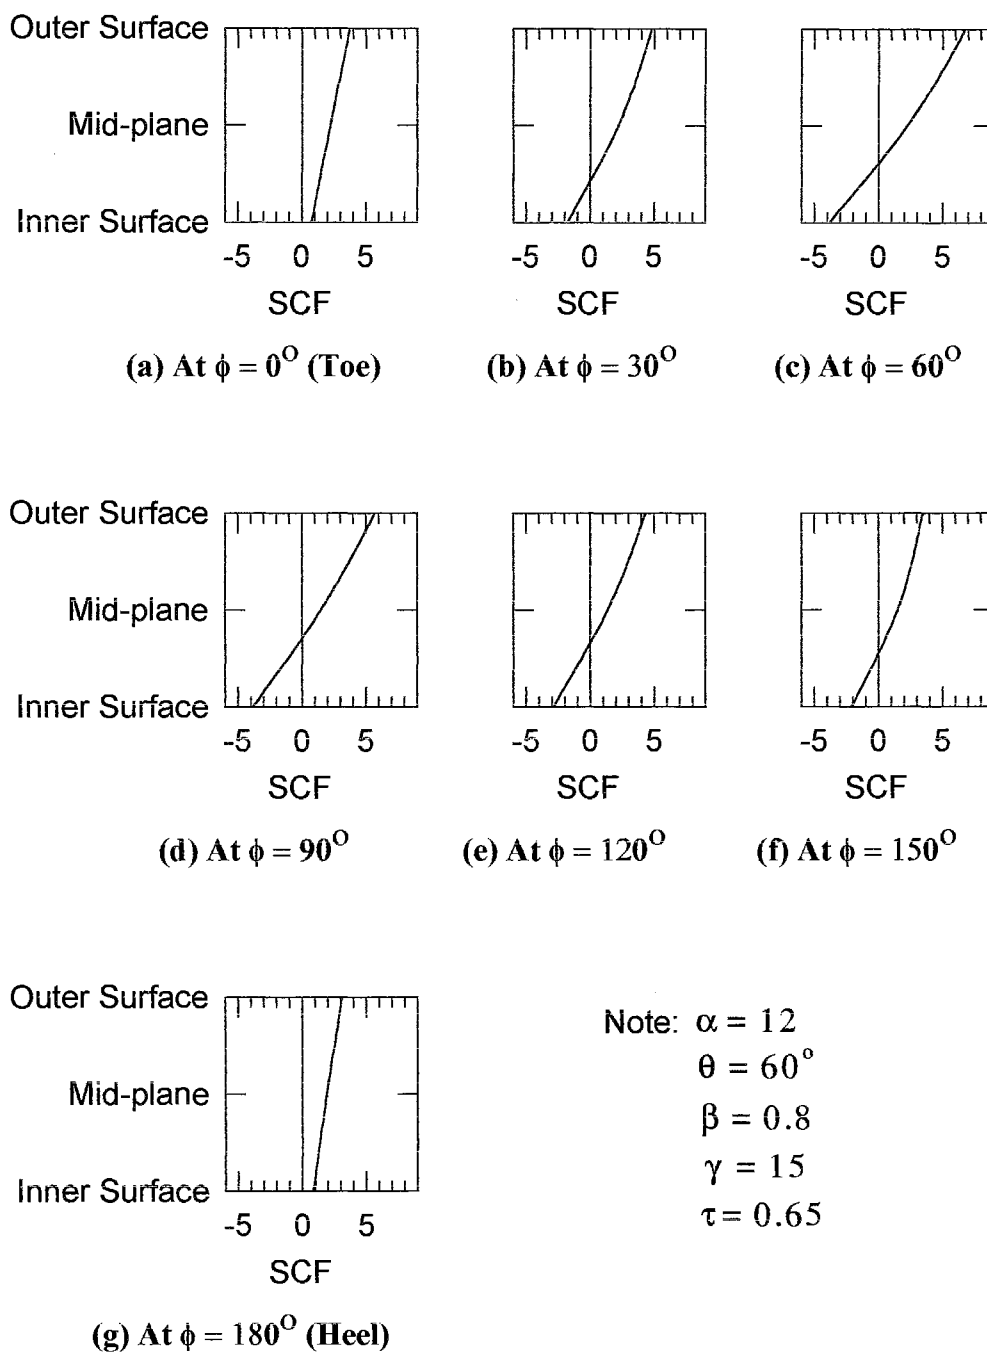 Outer Surface
Mid-plane
Inner Surface
-5 0 5 -5 0 5 -5 0 5
SCF SCF SCF
(a) At ϕ = 0° (Toe) (b) At ϕ = 30° (c) At ϕ = 60°
Outer Surface
Mid-plane
Inner Surface
-5 0 5 -5 0 5 -5 0 5
SCF SCF SCF
(d) At ϕ = 90° (e) At ϕ = 120° (f) At ϕ = 150°
Outer Surface
Mid-plane
Inner Surface
-5 0 5
SCF
(g) At ϕ = 180° (Heel)
Note: α = 12
θ = 60°
β = 0.8
γ = 15
τ = 0.65